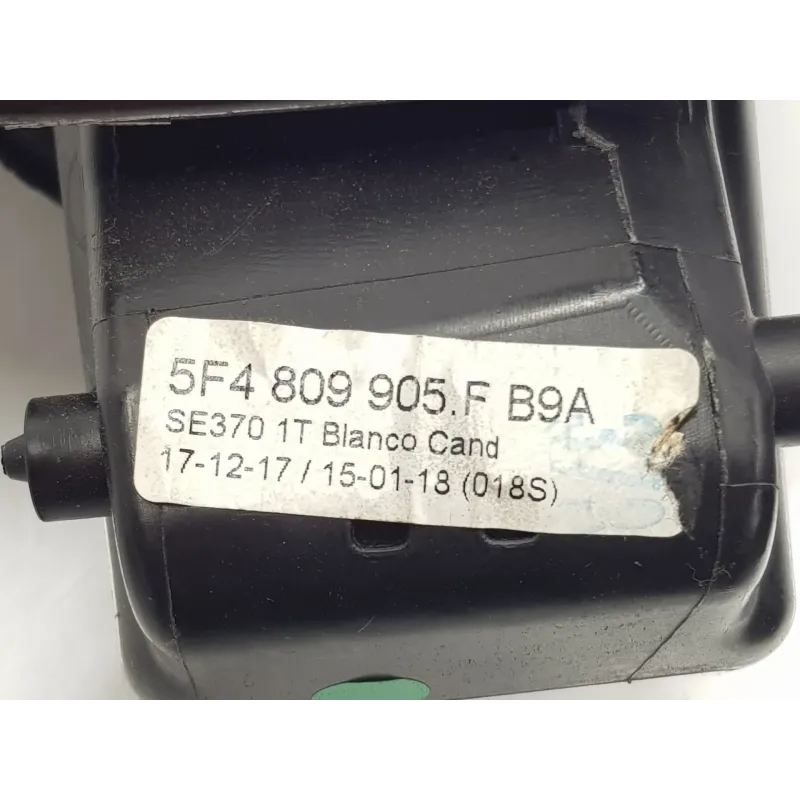 5F4 809 905.F B9A
SE370 1T Blanco Cand
17-12-17 / 15-01-18 (018S)